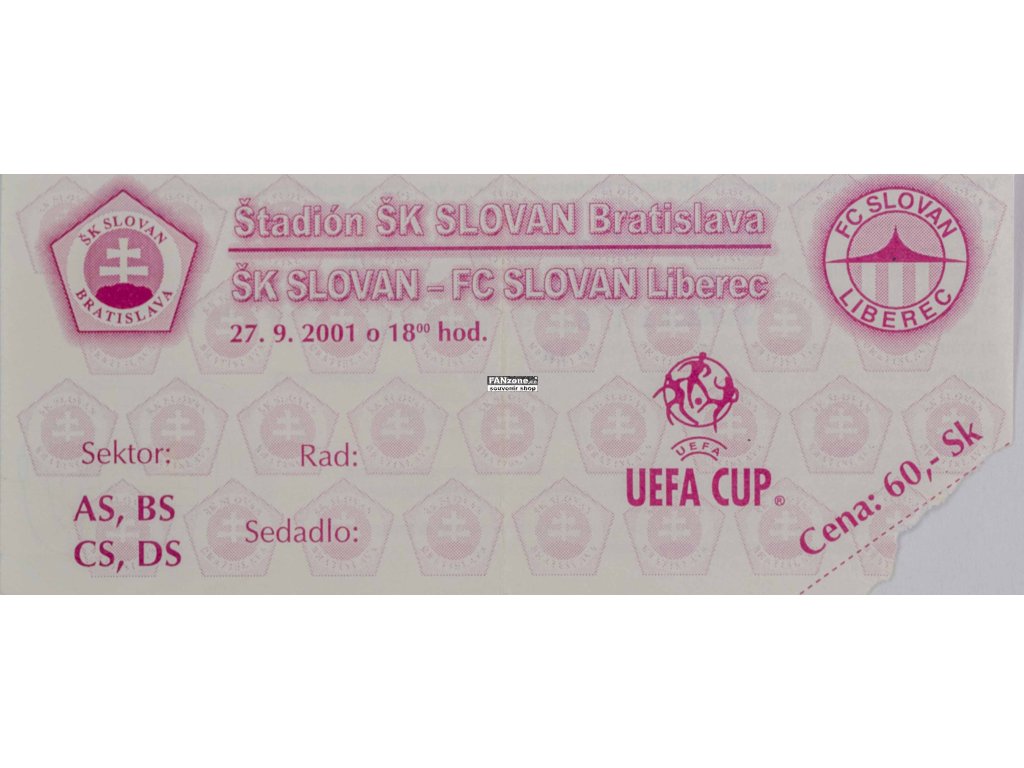 ŠK SLOVAN
BRATISLAVA
Štadión ŠK SLOVAN Bratislava
ŠK SLOVAN – FC SLOVAN Liberec
27. 9. 2001 o 18⁰⁰ hod.
FC SLOVAN
LIBEREC
FANzone.cz
souvenir shop
Sektor:
AS, BS
CS, DS
Rad:
Sedadlo:
UEFA
UEFA CUP®
Cena: 60,- Sk